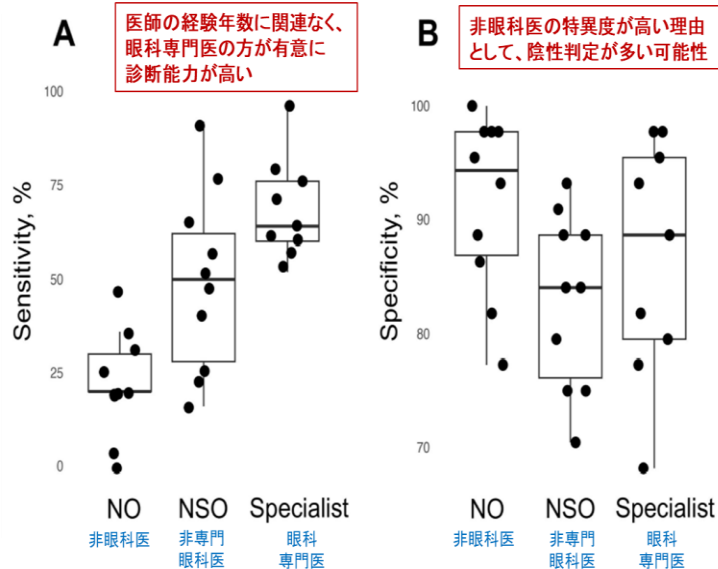 A
医師の経験年数に関連なく、
眼科専門医の方が有意に
診断能力が高い
Sensitivity, %
100
75
50
25
0
NO
NSO
Specialist
非眼科医
非専門
眼科医
眼科
専門医
B
非眼科医の特異度が高い理由
として、陰性判定が多い可能性
Specificity, %
100
90
80
70
NO
NSO
Specialist
非眼科医
非専門
眼科医
眼科
専門医